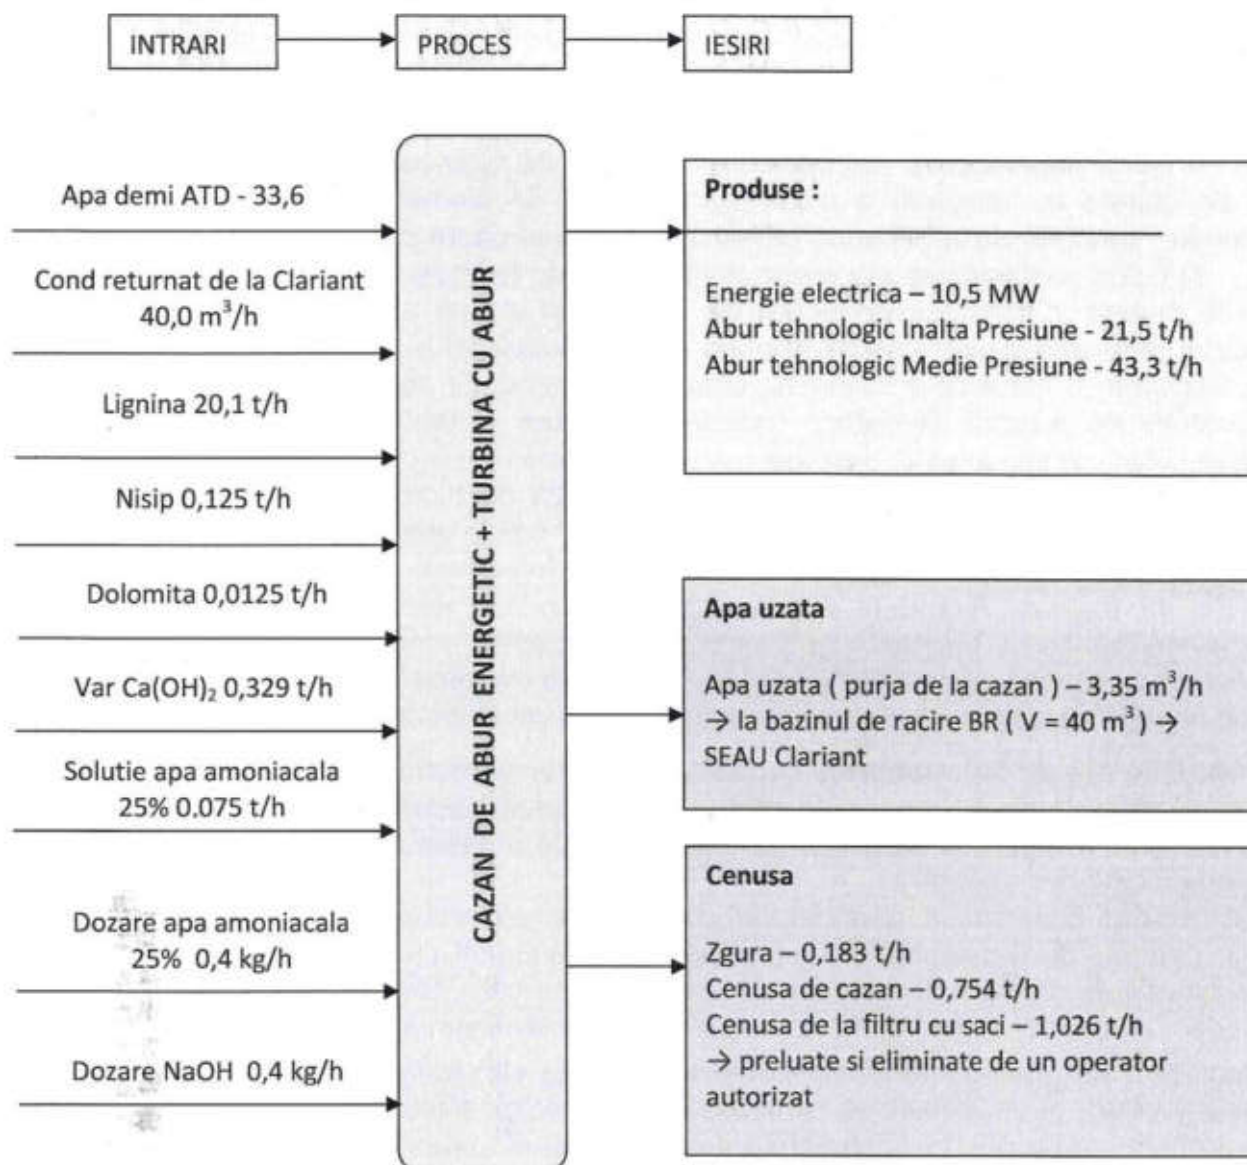 INTRARI
PROCES
IESIRI
Apa demi ATD - 33,6
Cond returnat de la Clariant
40,0 m³/h
Lignina 20,1 t/h
Nisip 0,125 t/h
Dolomita 0,0125 t/h
Var Ca(OH)₂ 0,329 t/h
Solutie apa amoniacala
25% 0.075 t/h
Dozare apa amoniacala
25% 0,4 kg/h
Dozare NaOH 0,4 kg/h
CAZAN DE ABUR ENERGETIC + TURBINA CU ABUR
Produse :
Energie electrica – 10,5 MW
Abur tehnologic Inalta Presiune - 21,5 t/h
Abur tehnologic Medie Presiune - 43,3 t/h
Apa uzata
Apa uzata ( purja de la cazan ) – 3,35 m³/h
→ la bazinul de racire BR ( V = 40 m³ ) →
SEAU Clariant
Cenusa
Zgura – 0,183 t/h
Cenusa de cazan – 0,754 t/h
Cenusa de la filtru cu saci – 1,026 t/h
→ preluate si eliminate de un operator
autorizat